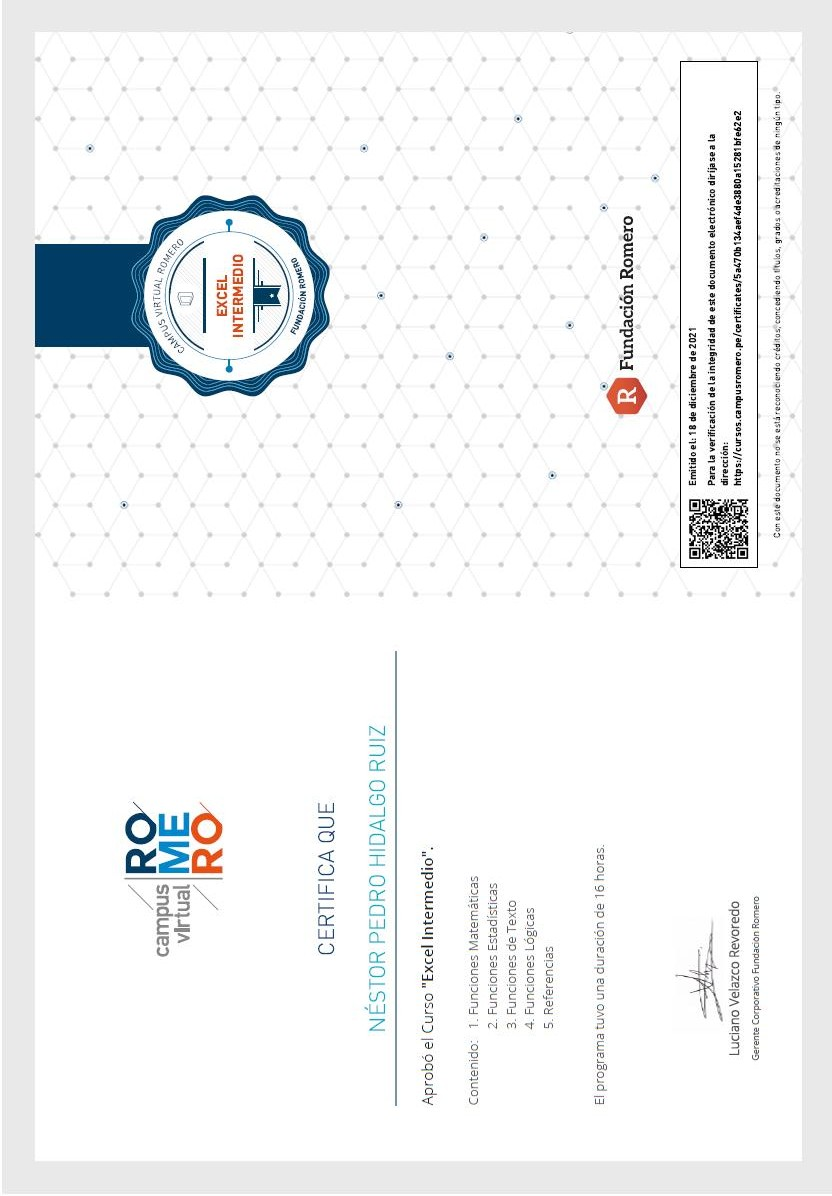 campus
virtual
RO
ME
RO
CERTIFICA QUE
NÉSTOR PEDRO HIDALGO RUIZ
Aprobó el Curso "Excel Intermedio".
Contenido: 1. Funciones Matemáticas
2. Funciones Estadísticas
3. Funciones de Texto
4. Funciones Lógicas
5. Referencias
El programa tuvo una duración de 16 horas.
Luciano Velazco Revoredo
Gerente Corporativo Fundación Romero
CAMPUS VIRTUAL ROMERO
EXCEL
INTERMEDIO
FUNDACIÓN ROMERO
R Fundación Romero
Emitido el: 18 de diciembre de 2021
Para la verificación de la integridad de este documento electrónico diríjase a la
dirección:
https://cursos.campusromero.pe/certificates/5a470b134aef4de3880a15281bfe62e2
Con este documento no se está reconociendo créditos, concediendo títulos, grados o acreditaciones de ningún tipo.